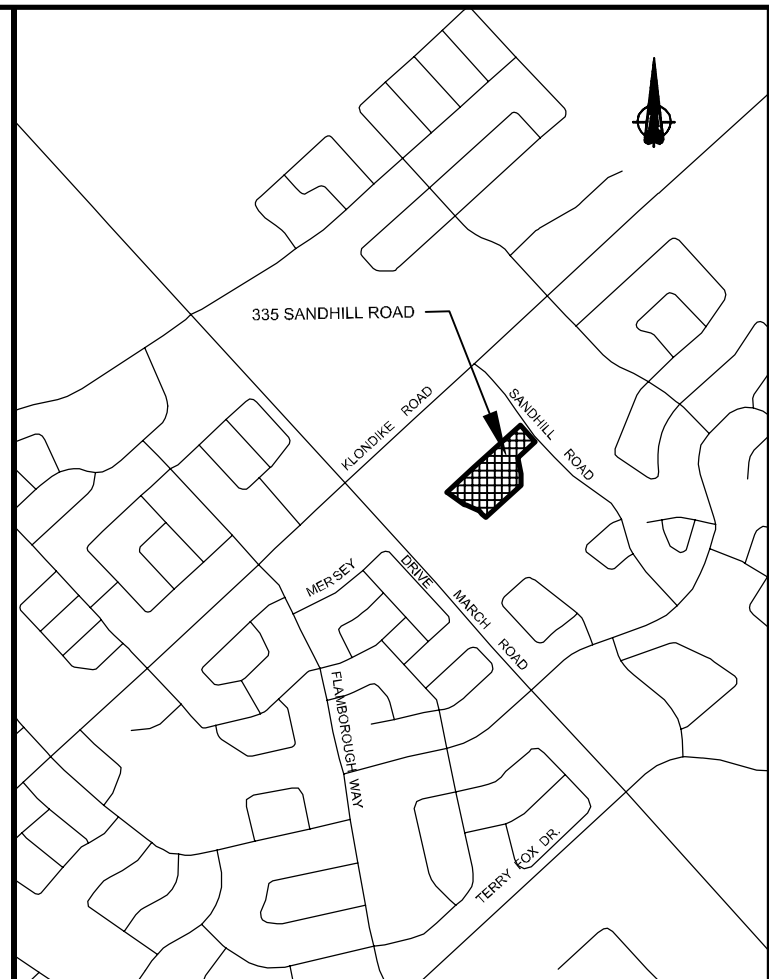 335 SANDHILL ROAD
KLONDIKE ROAD
SANDHILL ROAD
MERSEY DRIVE
MARCH ROAD
FLAMBOROUGH WAY
TERRY FOX DR.